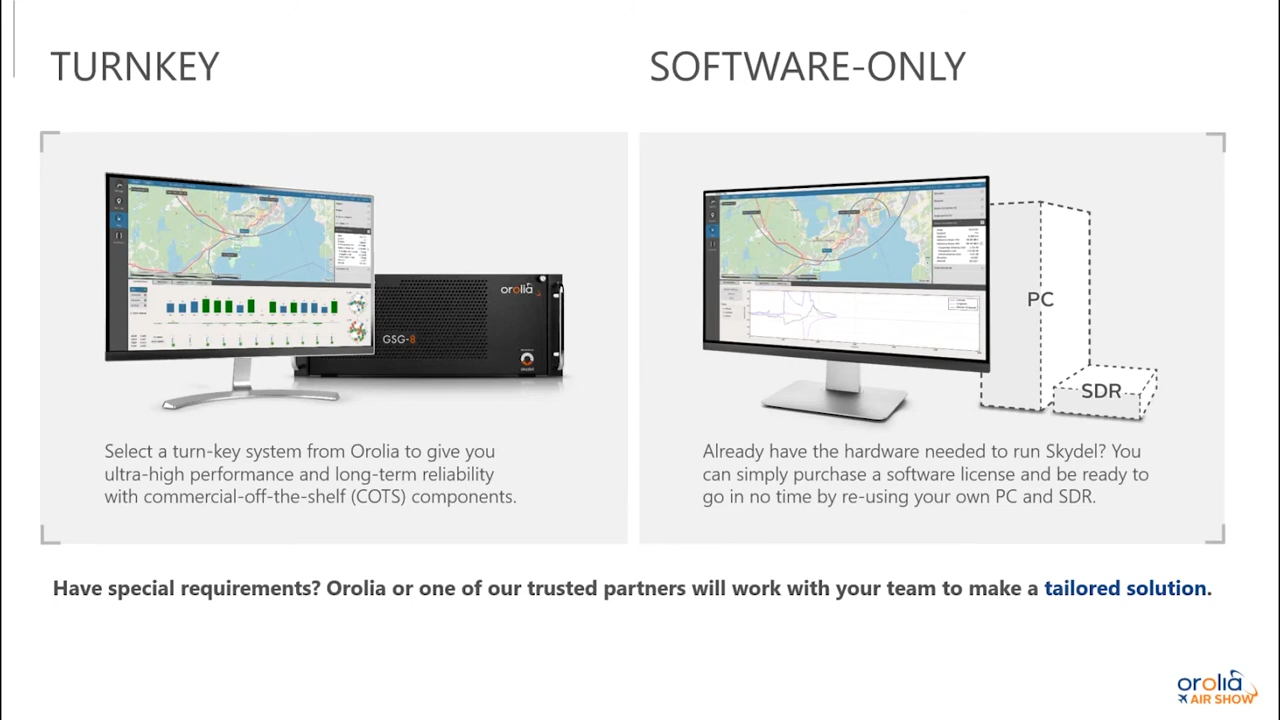 TURNKEY
SOFTWARE-ONLY
orolia
GSG-8
skydel
Select a turn-key system from Orolia to give you
ultra-high performance and long-term reliability
with commercial-off-the-shelf (COTS) components.
PC
SDR
Already have the hardware needed to run Skydel? You
can simply purchase a software license and be ready to
go in no time by re-using your own PC and SDR.
Have special requirements? Orolia or one of our trusted partners will work with your team to make a tailored solution.
orolia
AIR SHOW